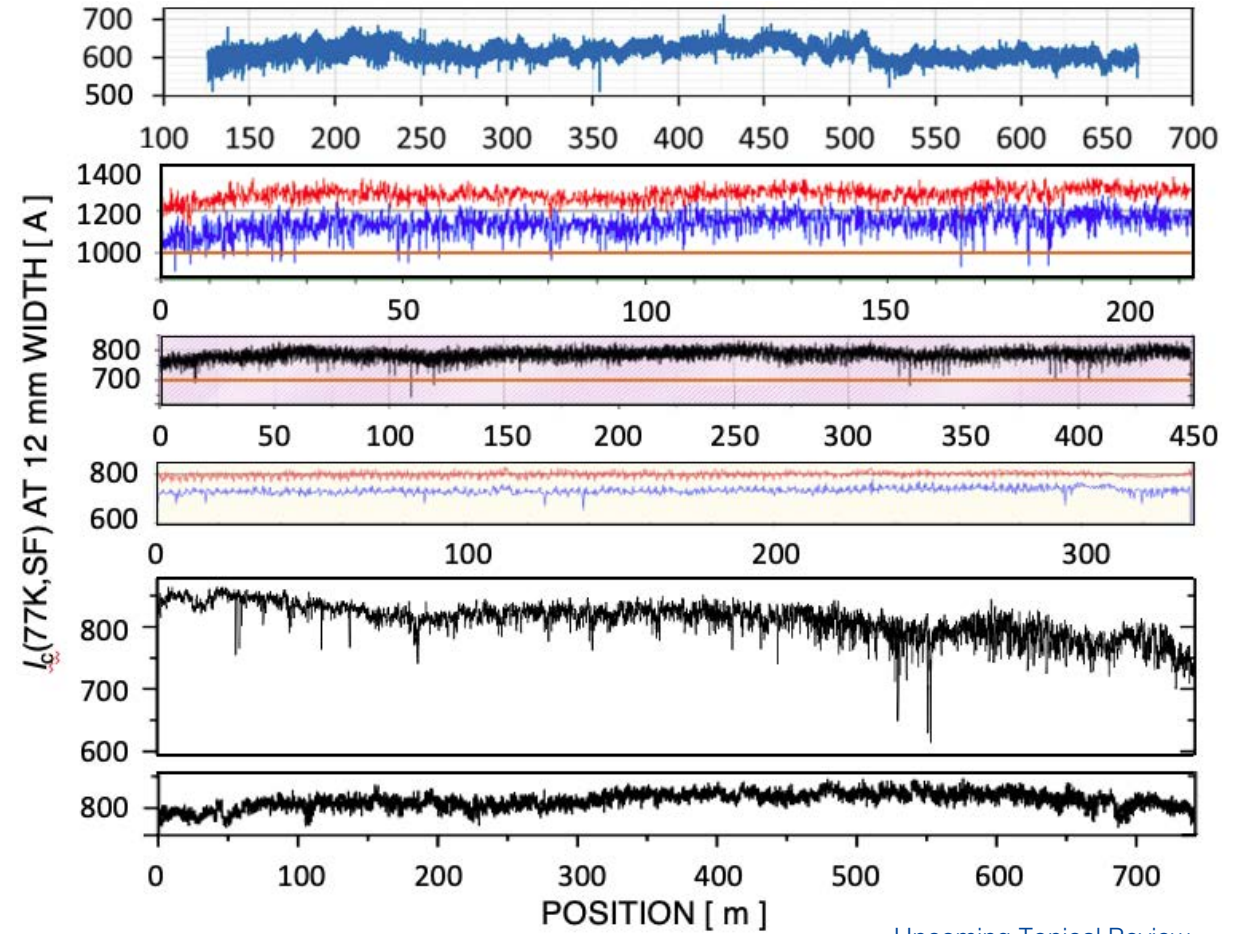 700
600
500
100 150 200 250 300 350 400 450 500 550 600 650 700
1400
1200
1000
0 50 100 150 200
800
700
0 50 100 150 200 250 300 350 400 450
800
600
0 100 200 300
800
700
600
800
0 100 200 300 400 500 600 700
POSITION [ m ]
Ic(77K,SF) AT 12 mm WIDTH [ A ]
Upcoming Topical Review